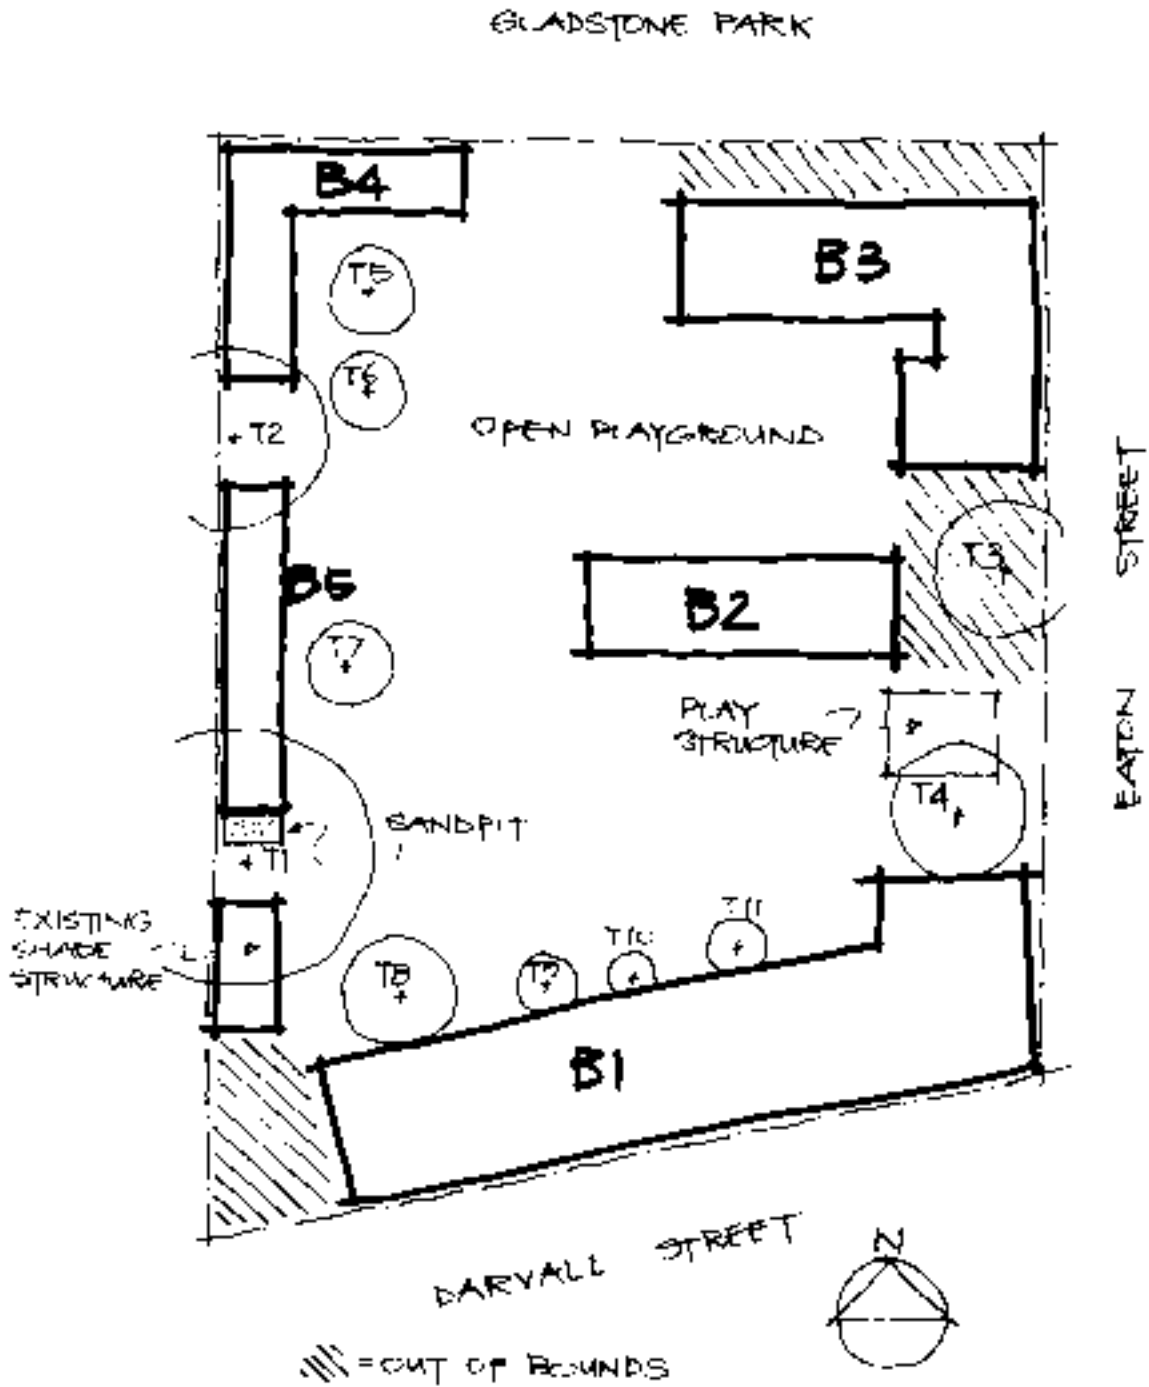 GLADSTONE PARK
B4
B3
T5
T6
T2
OPEN PLAYGROUND
STREET
T3
B5
B2
T7
PLAY
STRUCTURE
EATON
T4
SANDPIT
T1
EXISTING
SHADE
STRUCTURE
T11
T10
T8
T9
B1
DARVALL STREET
N
= OUT OF BOUNDS